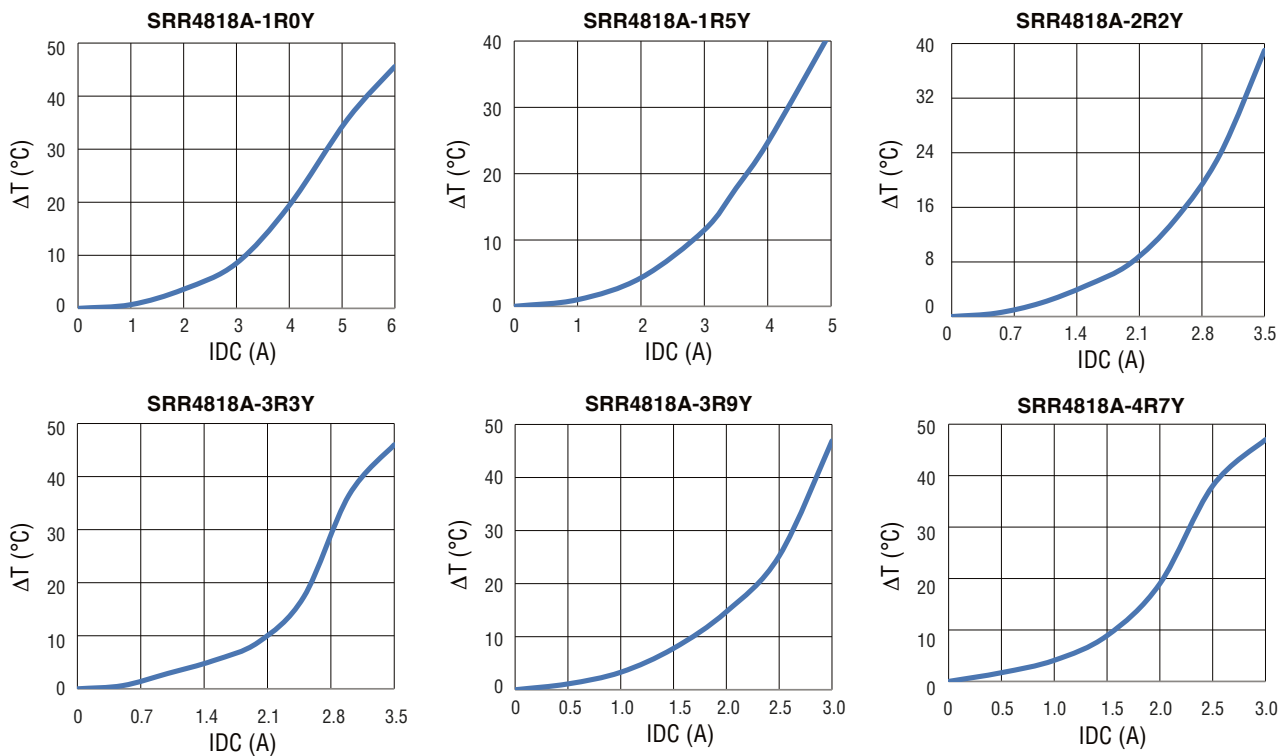 SRR4818A-1R0Y
50
40
30
20
10
0
ΔT (°C)
0 1 2 3 4 5 6
IDC (A)
SRR4818A-1R5Y
40
30
20
10
0
ΔT (°C)
0 1 2 3 4 5
IDC (A)
SRR4818A-2R2Y
40
32
24
16
8
0
ΔT (°C)
0 0.7 1.4 2.1 2.8 3.5
IDC (A)
SRR4818A-3R3Y
50
40
30
20
10
0
ΔT (°C)
0 0.7 1.4 2.1 2.8 3.5
IDC (A)
SRR4818A-3R9Y
50
40
30
20
10
0
ΔT (°C)
0 0.5 1.0 1.5 2.0 2.5 3.0
IDC (A)
SRR4818A-4R7Y
50
40
30
20
10
0
ΔT (°C)
0 0.5 1.0 1.5 2.0 2.5 3.0
IDC (A)